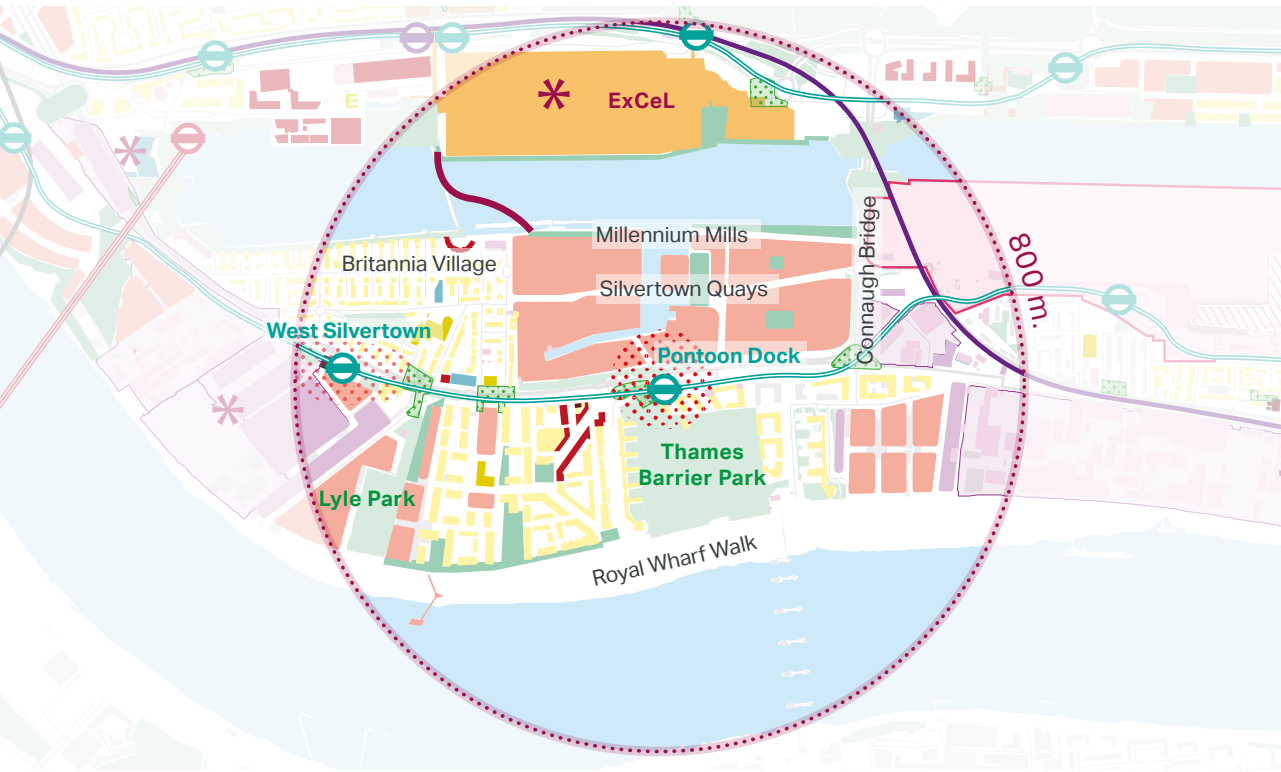 ExCeL
Millennium Mills
Britannia Village
Silvertown Quays
Connaugh Bridge
800 m.
West Silvertown
Pontoon Dock
Thames
Barrier Park
Lyle Park
Royal Wharf Walk